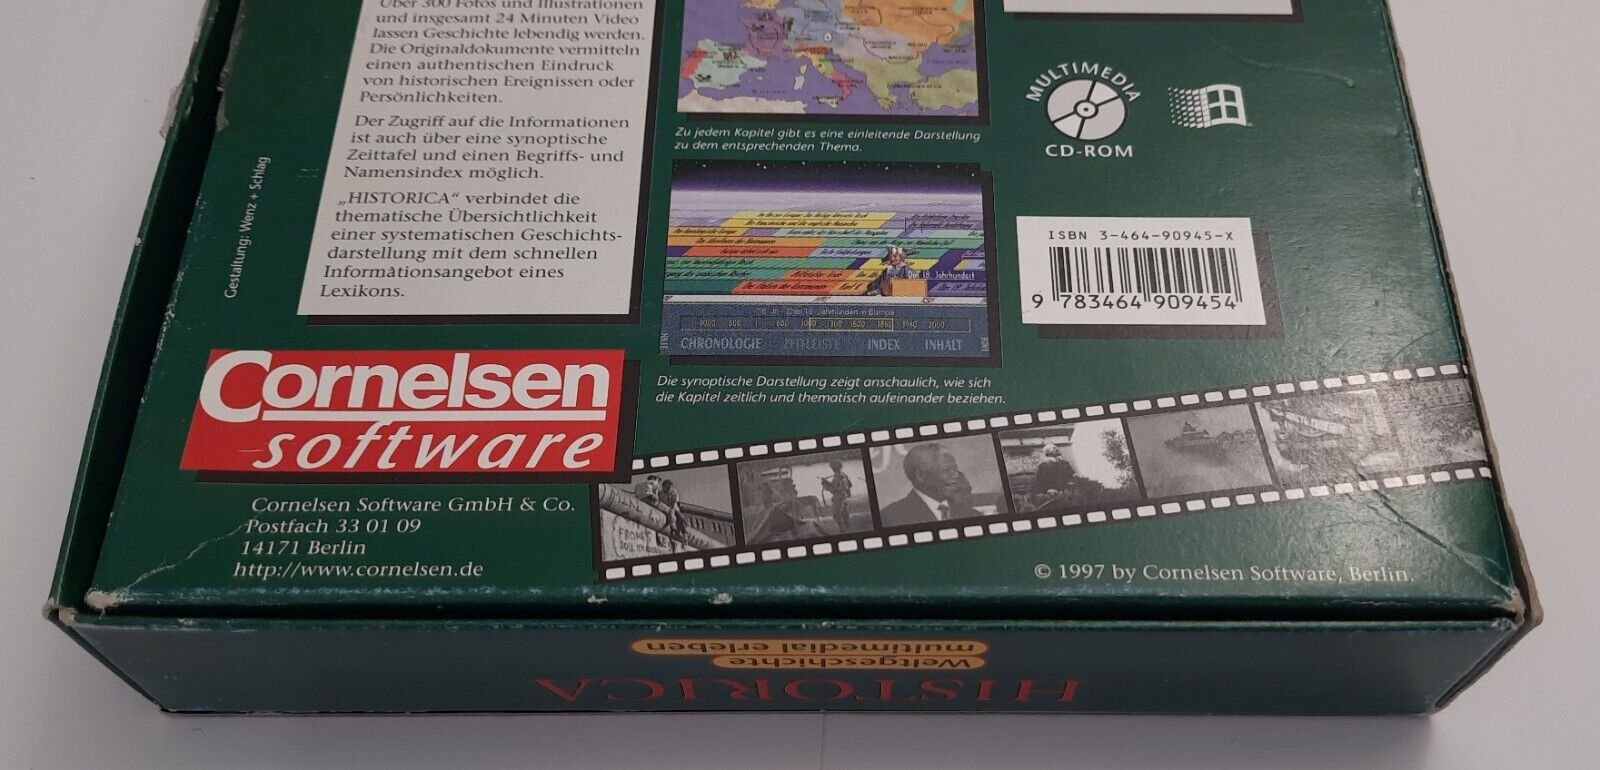 Über 300 Fotos und Illustrationen
und insgesamt 24 Minuten Video
lassen Geschichte lebendig werden.
Die Originaldokumente vermitteln
einen authentischen Eindruck
von historischen Ereignissen oder
Persönlichkeiten.
Der Zugriff auf die Informationen
ist auch über eine synoptische
Zeittafel und einen Begriffs- und
Namensindex möglich.
„HISTORICA“ verbindet die
thematische Übersichtlichkeit
einer systematischen Geschichts-
darstellung mit dem schnellen
Informationsangebot eines
Lexikons.
Gestaltung: Wenz + Schlag
Zu jedem Kapitel gibt es eine einleitende Darstellung
zu dem entsprechenden Thema.
Das 18. Jahrhundert
CHRONOLOGIE ZEITLEISTE INDEX INHALT
Die synoptische Darstellung zeigt anschaulich, wie sich
die Kapitel zeitlich und thematisch aufeinander beziehen.
MULTIMEDIA
CD-ROM
ISBN 3-464-90945-X
9 783464 909454
Cornelsen
software
Cornelsen Software GmbH & Co.
Postfach 33 01 09
14171 Berlin
http://www.cornelsen.de
© 1997 by Cornelsen Software, Berlin.
HISTORICA
Weltgeschichte
multimedial erleben